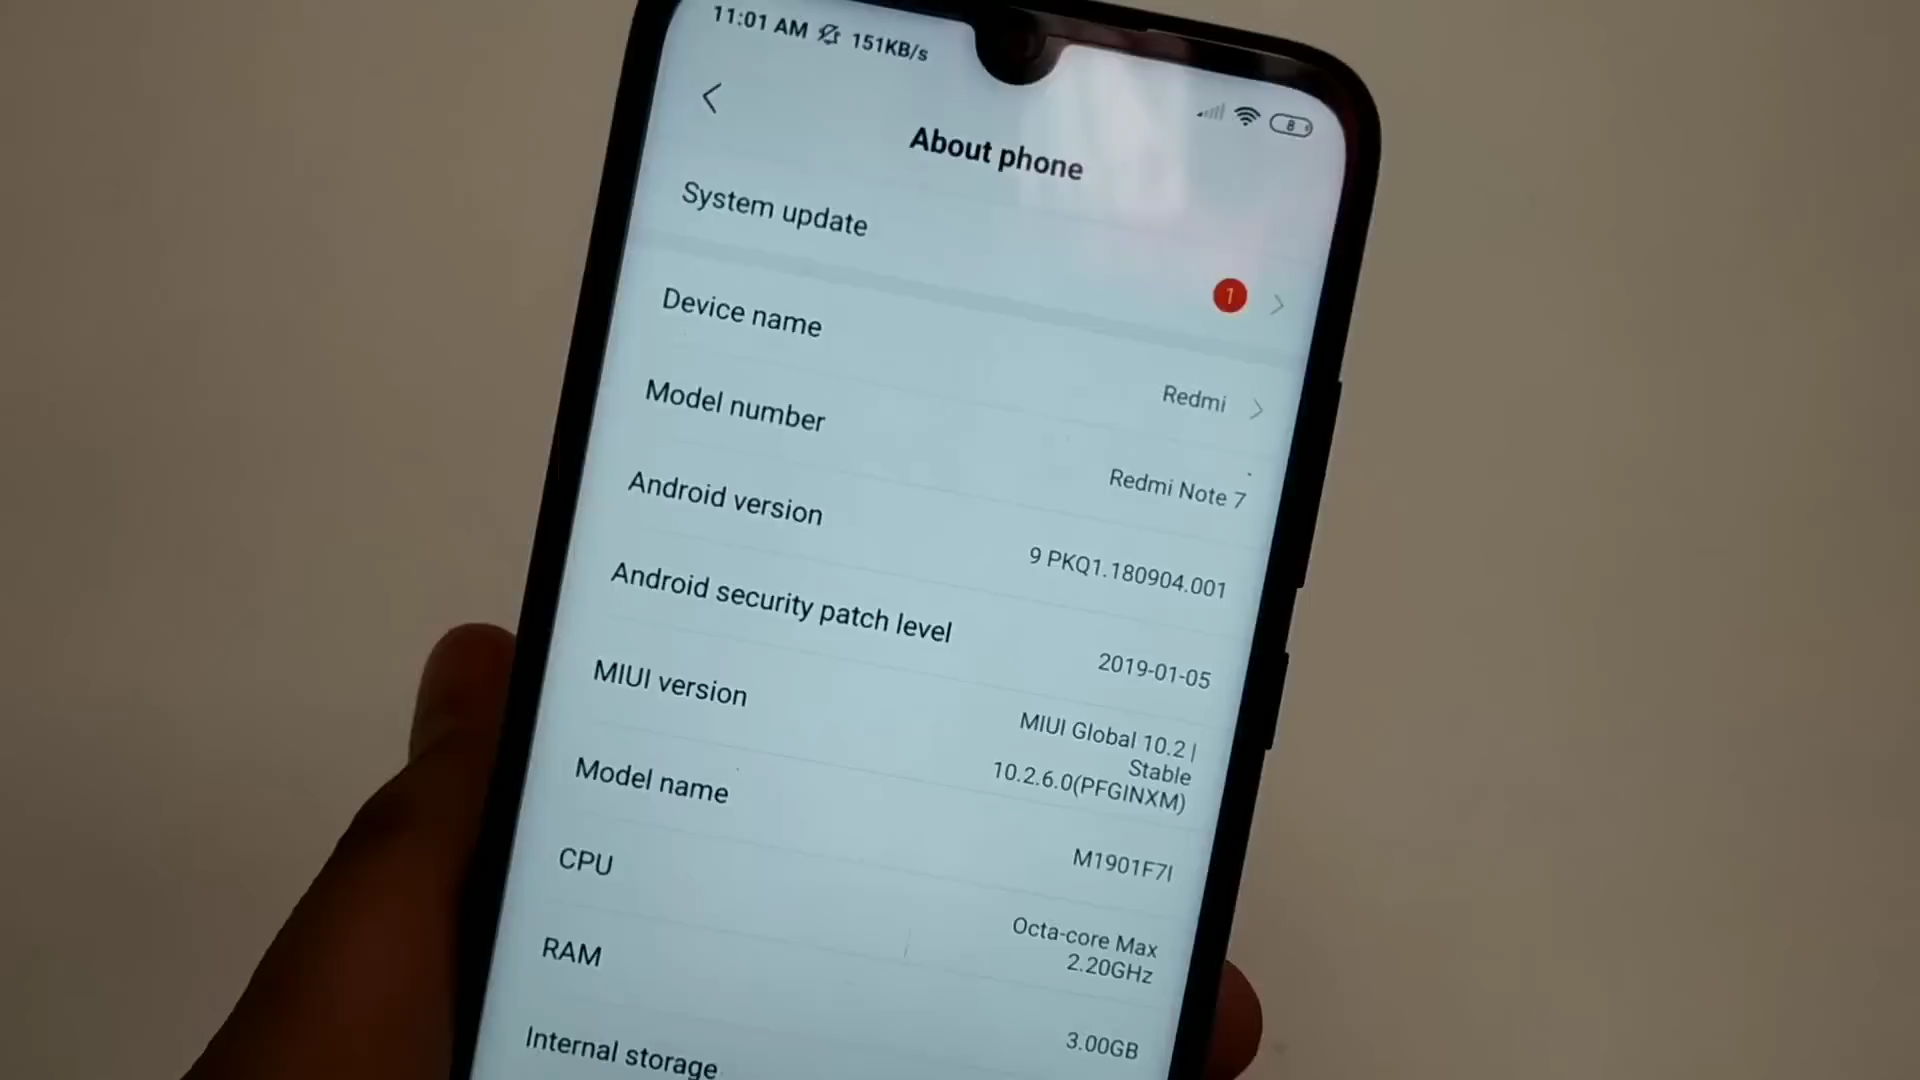 11:01 AM 151KB/s
8
About phone
System update
1
Device name
Redmi
Model number
Redmi Note 7
Android version
9 PKQ1.180904.001
Android security patch level
2019-01-05
MIUI version
MIUI Global 10.2 |
Stable
10.2.6.0(PFGINXM)
Model name
M1901F7I
CPU
Octa-core Max
2.20GHz
RAM
3.00GB
Internal storage